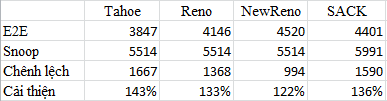 Tahoe Reno NewReno SACK
E2E 3847 4146 4520 4401
Snoop 5514 5514 5514 5991
Chênh lệch 1667 1368 994 1590
Cải thiện 143% 133% 122% 136%